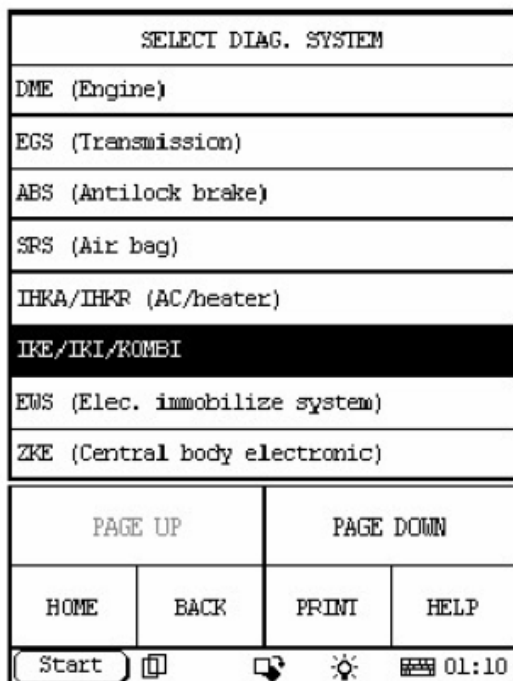 SELECT DIAG. SYSTEM
DME (Engine)
EGS (Transmission)
ABS (Antilock brake)
SRS (Air bag)
IHKA/IHKR (AC/heater)
IKE/IKI/KOMBI
EWS (Elec. immobilize system)
ZKE (Central body electronic)
PAGE UP PAGE DOWN
HOME BACK PRINT HELP
Start 01:10